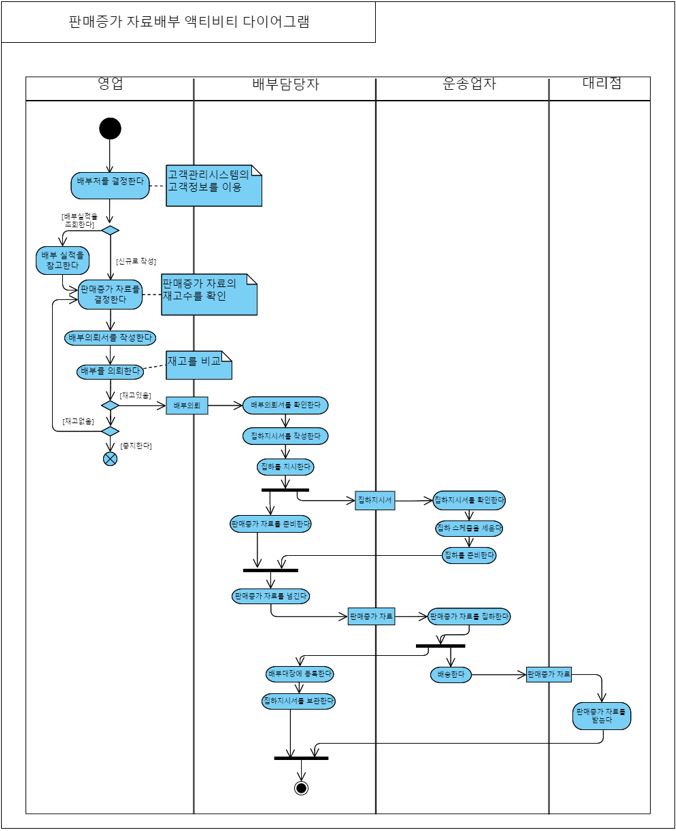 판매증가 자료배부 액티비티 다이어그램
영업
배부담당자
운송업자
대리점
배부처를 결정한다
고객관리시스템의
고객정보를 이용
[배부실적을
조회한다]
배부 실적을
참고한다
[신규로 작성]
판매증가 자료를
결정한다
판매증가 자료의
재고수를 확인
배부의뢰서를 작성한다
배부를 의뢰한다
재고를 비교
[재고있을]
배부의뢰
배부의뢰서를 확인한다
[재고없을]
[중지한다]
집하지시서를 작성한다
집하를 지시한다
집하지시서
집하지시서를 확인한다
판매증가 자료를 준비한다
집하 스케쥴을 세운다
집하를 준비한다
판매증가 자료를 넘긴다
판매증가 자료
판매증가 자료를 집하한다
배부대장에 등록한다
배송한다
판매증가 자료
집하지시서를 보관한다
판매증가 자료를
받는다